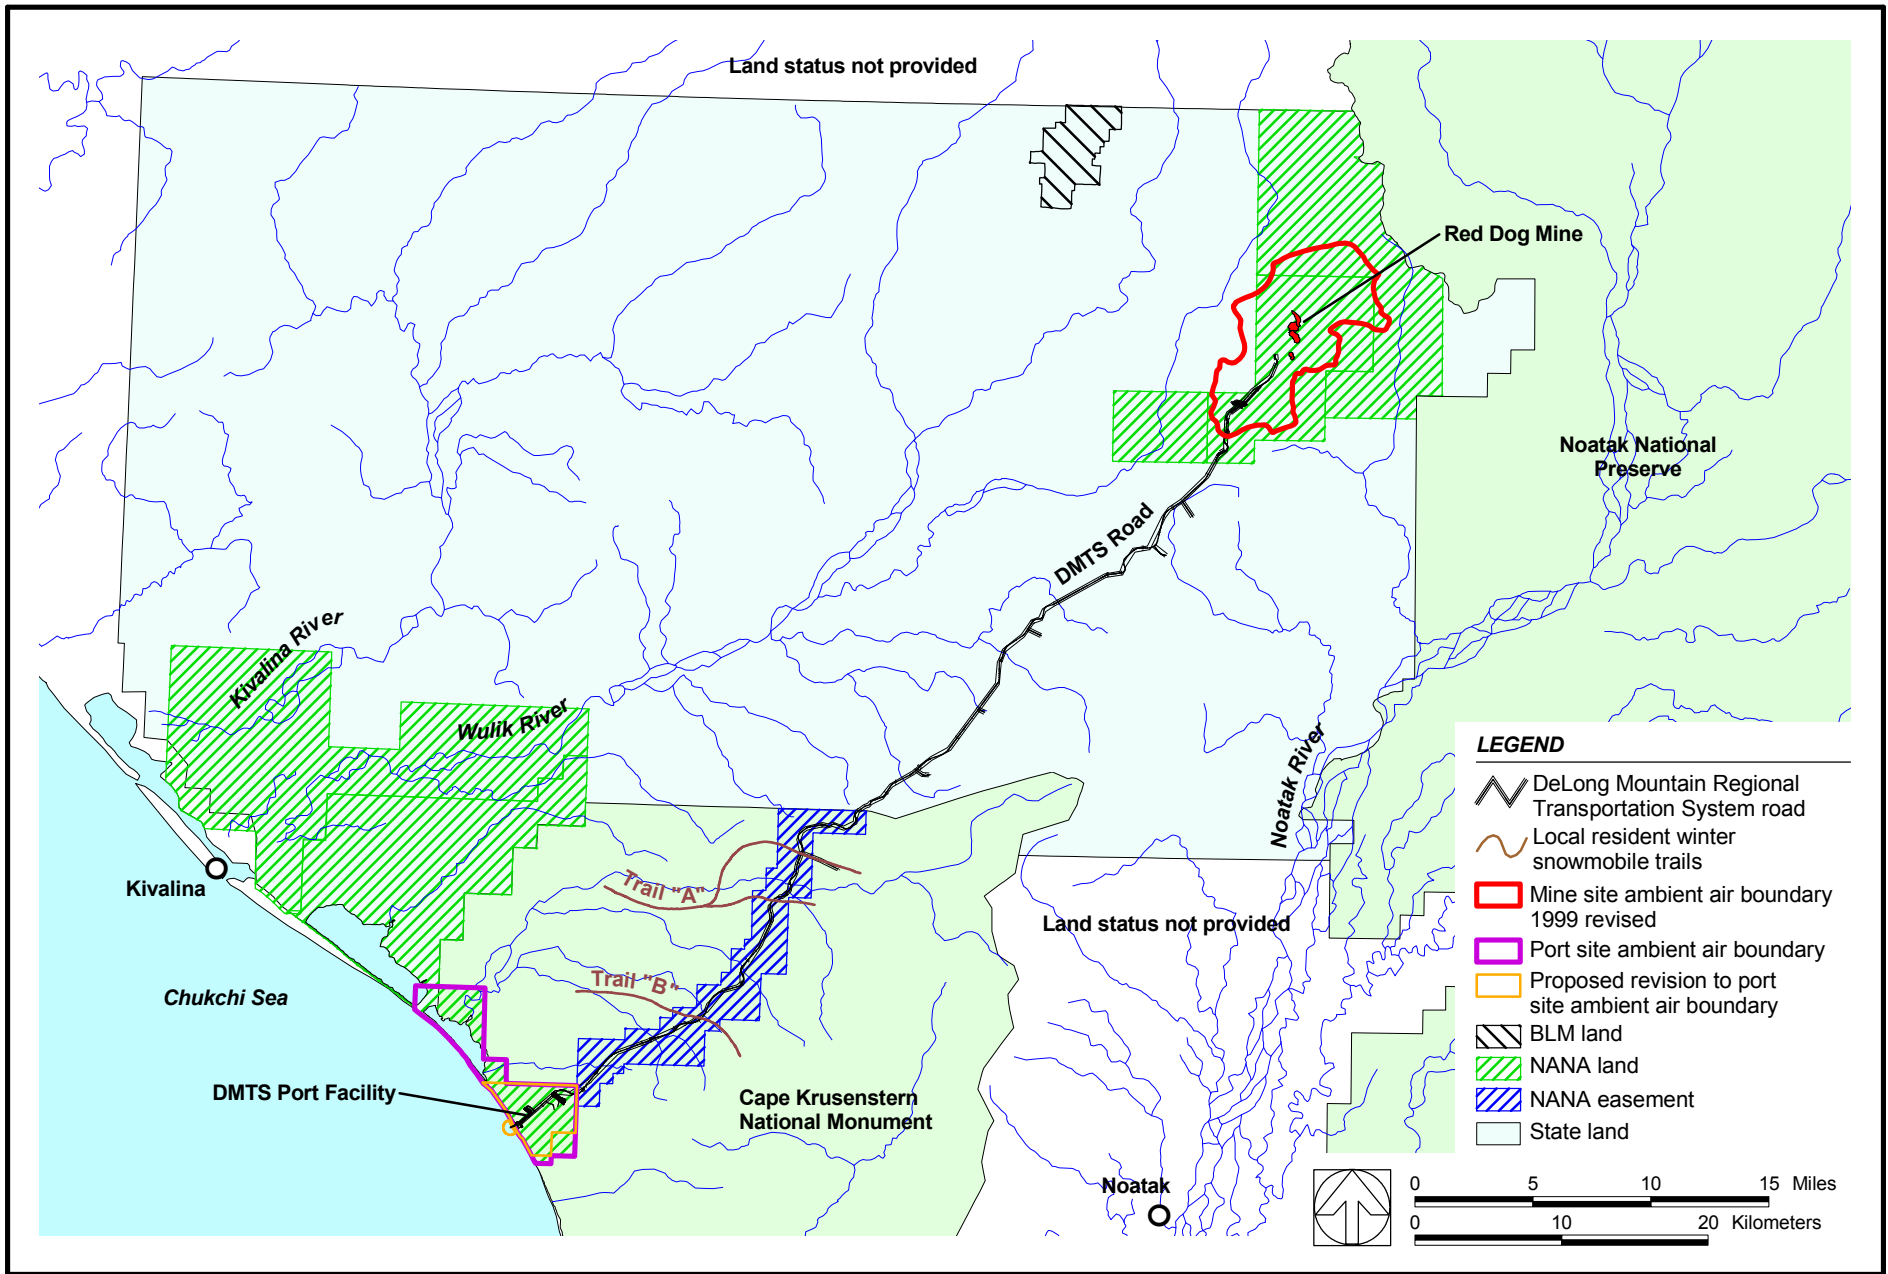 Land status not provided
Red Dog Mine
Noatak National
Preserve
DMTS Road
Kivalina River
Wulik River
Noatak River
Kivalina
Trail "A"
Land status not provided
Trail "B"
Chukchi Sea
DMTS Port Facility
Cape Krusenstern
National Monument
Noatak
LEGEND
DeLong Mountain Regional
Transportation System road
Local resident winter
snowmobile trails
Mine site ambient air boundary
1999 revised
Port site ambient air boundary
Proposed revision to port
site ambient air boundary
BLM land
NANA land
NANA easement
State land
0 5 10 15 Miles
0 10 20 Kilometers